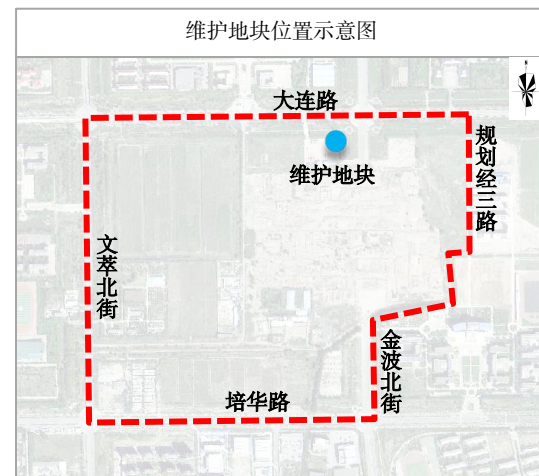 维护地块位置示意图
大连路
维护地块
规划经三路
文萃北街
金波北街
培华路